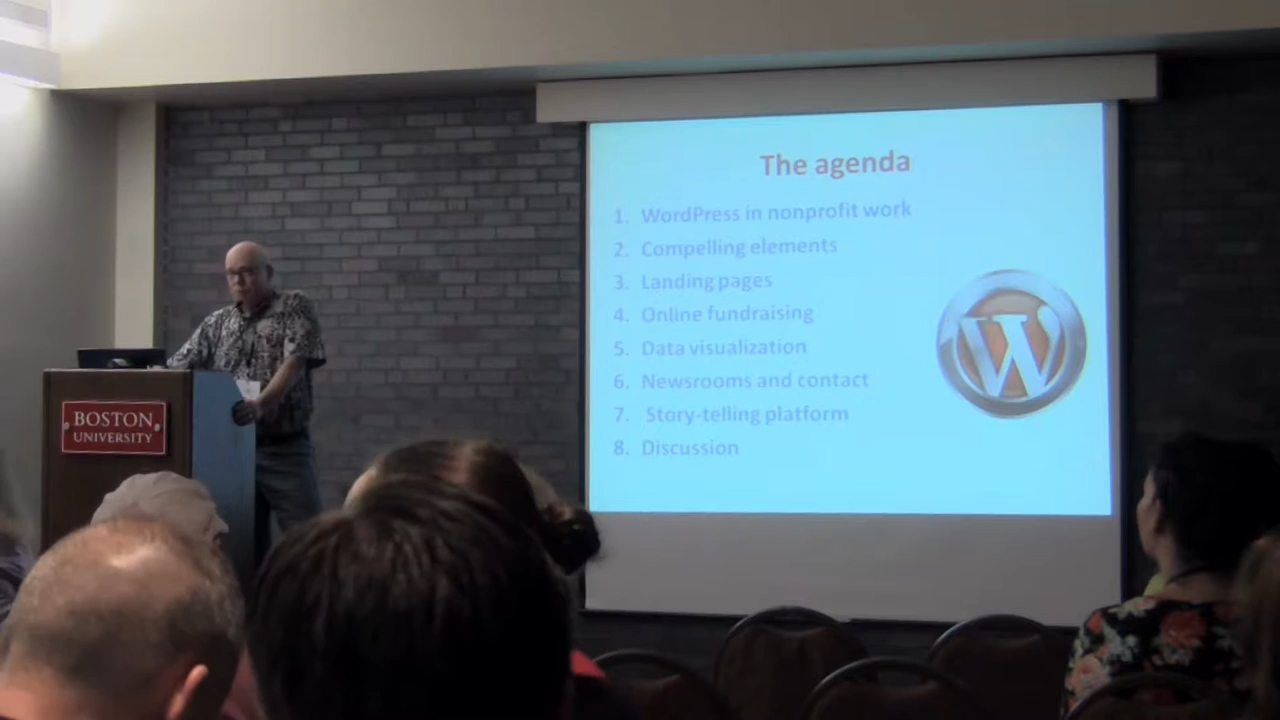 The agenda
1. WordPress in nonprofit work
2. Compelling elements
3. Landing pages
4. Online fundraising
5. Data visualization
6. Newsrooms and contact
7. Story-telling platform
8. Discussion
W
BOSTON
UNIVERSITY